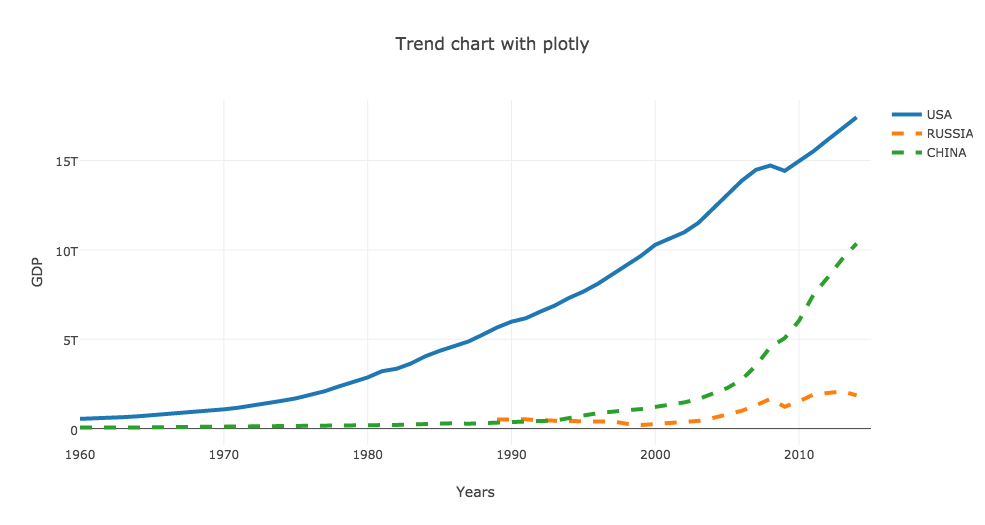 Trend chart with plotly
USA
RUSSIA
CHINA
15T
10T
5T
0
GDP
1960
1970
1980
1990
2000
2010
Years